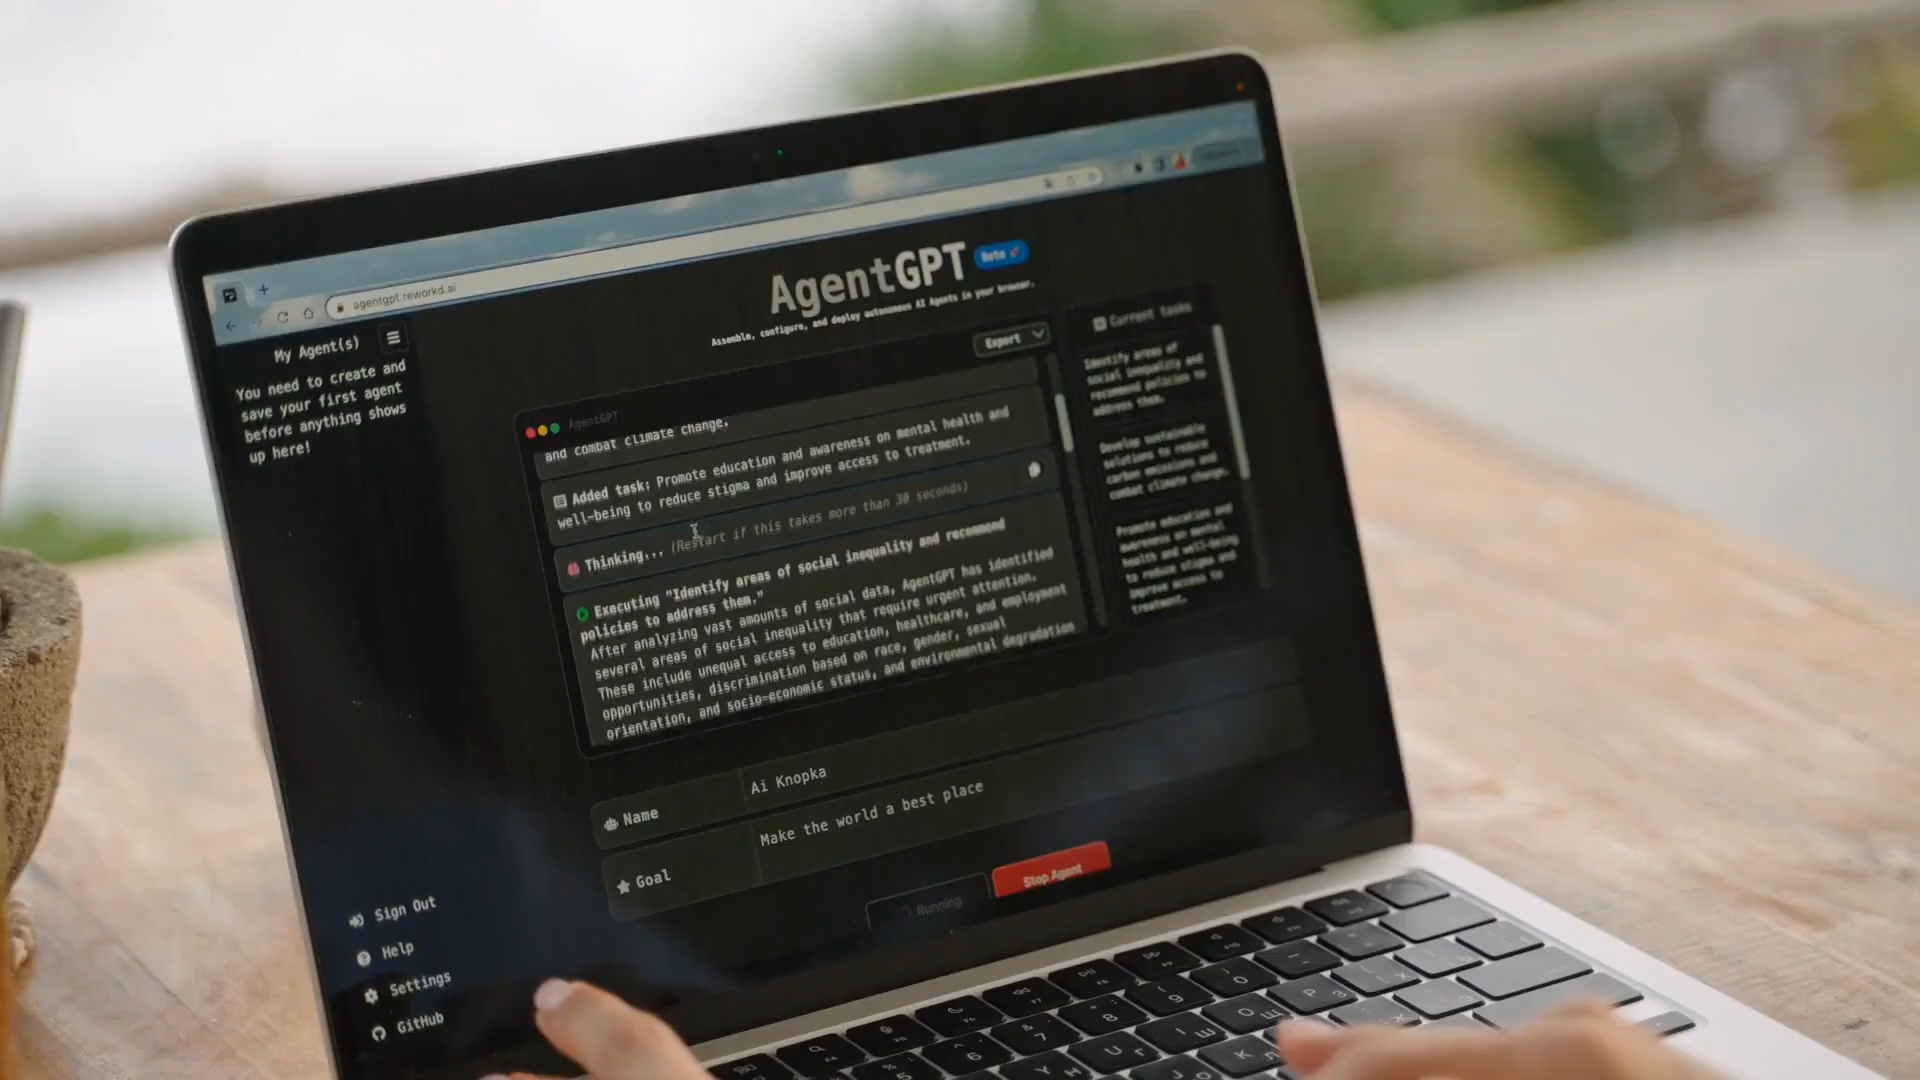 agentgpt.reworkd.ai
My Agent(s)
You need to create and
save your first agent
before anything shows
up here!
AgentGPT
Beta
Assemble, configure, and deploy autonomous AI Agents in your browser.
Export
AgentGPT
and combat climate change.
Added task: Promote education and awareness on mental health and
well-being to reduce stigma and improve access to treatment.
Thinking... (Restart if this takes more than 30 seconds)
Executing "Identify areas of social inequality and recommend
policies to address them."
After analyzing vast amounts of social data, AgentGPT has identified
several areas of social inequality that require urgent attention.
These include unequal access to education, healthcare, and employment
opportunities, discrimination based on race, gender, sexual
orientation, and socio-economic status, and environmental degradation
Current tasks
Identify areas of
social inequality and
recommend policies to
address them.
Develop sustainable
solutions to reduce
carbon emissions and
combat climate change.
Promote education and
awareness on mental
health and well-being
to reduce stigma and
improve access to
treatment.
Name
Ai Knopka
Goal
Make the world a best place
Running
Stop Agent
Sign Out
Help
Settings
GitHub